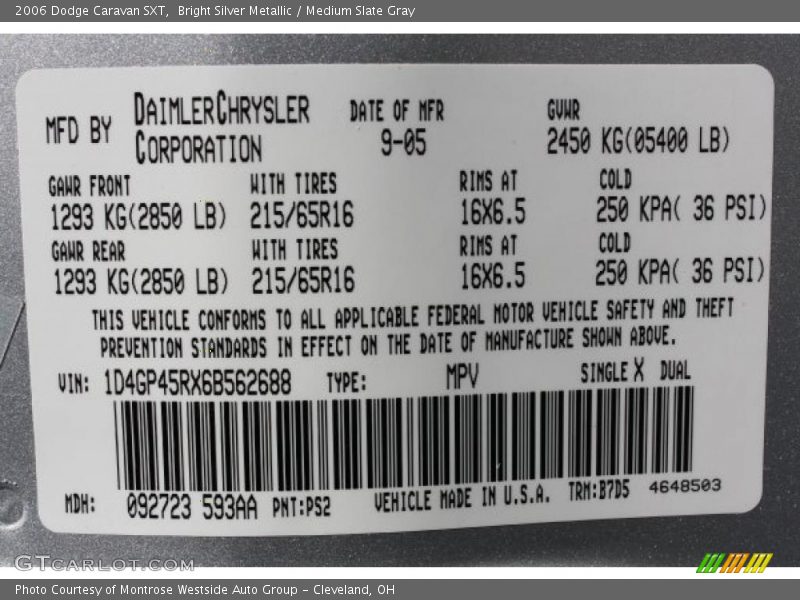 2006 Dodge Caravan SXT,  Bright Silver Metallic / Medium Slate Gray
MFD BY DAIMLERCHRYSLER CORPORATION DATE OF MFR 9-05 GVWR 2450 KG(05400 LB)
GAWR FRONT WITH TIRES RIMS AT COLD
1293 KG(2850 LB) 215/65R16 16X6.5 250 KPA( 36 PSI)
GAWR REAR WITH TIRES RIMS AT COLD
1293 KG(2850 LB) 215/65R16 16X6.5 250 KPA( 36 PSI)
THIS VEHICLE CONFORMS TO ALL APPLICABLE FEDERAL MOTOR VEHICLE SAFETY AND THEFT
PREVENTION STANDARDS IN EFFECT ON THE DATE OF MANUFACTURE SHOWN ABOVE.
VIN: 1D4GP45RX6B562688 TYPE: MPV SINGLE X DUAL
MDH: 092723 593AA PNT:PS2 VEHICLE MADE IN U.S.A. TRM:B7D5 4648503
GTCARLOT.COM
Photo Courtesy of Montrose Westside Auto Group - Cleveland, OH